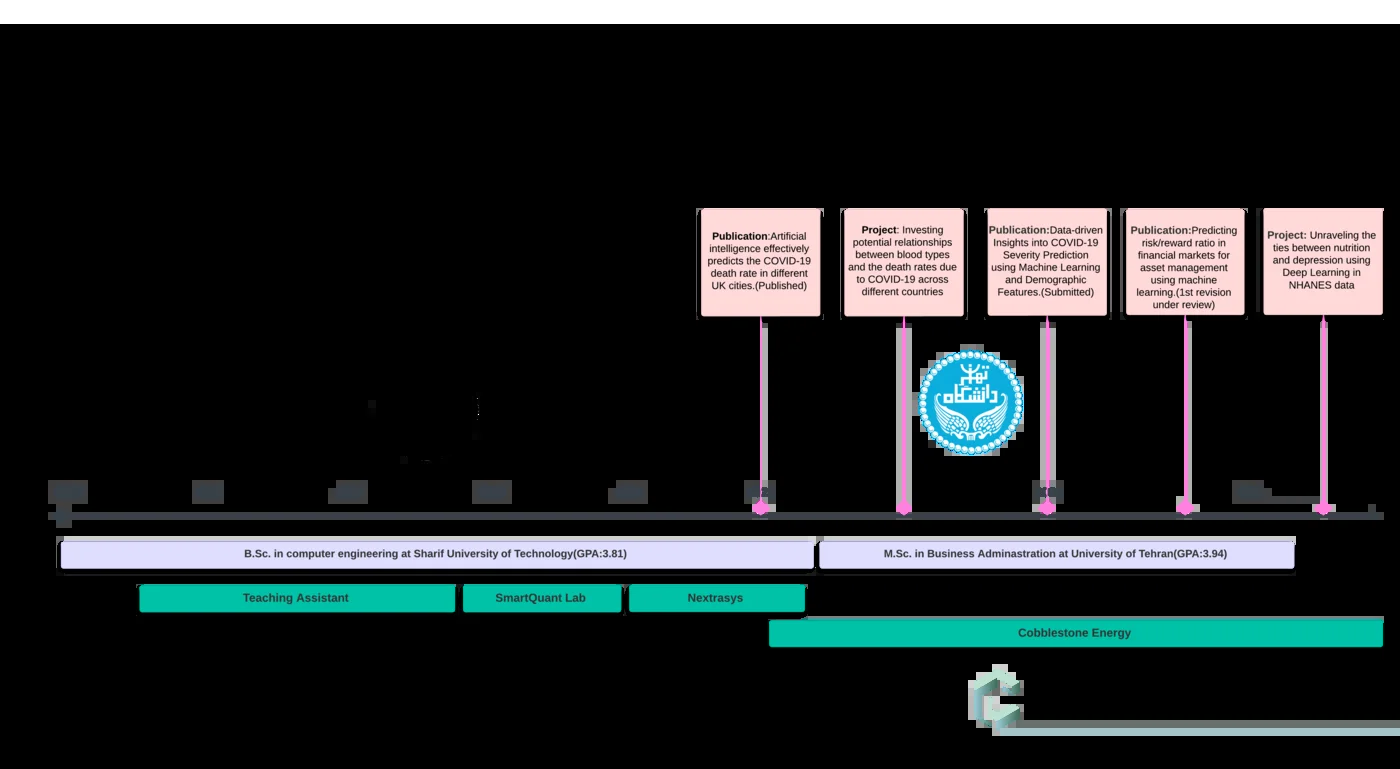 Publication:Artificial
intelligence effectively
predicts the COVID-19
death rate in different
UK cities.(Published)
Project: Investing
potential relationships
between blood types
and the death rates due
to COVID-19 across
different countries
Publication:Data-driven
Insights into COVID-19
Severity Prediction
using Machine Learning
and Demographic
Features.(Submitted)
Publication:Predicting
risk/reward ratio in
financial markets for
asset management
using machine
learning.(1st revision
under review)
Project: Unraveling the
ties between nutrition
and depression using
Deep Learning in
NHANES data
تهران
دانشگاه
B.Sc. in computer engineering at Sharif University of Technology(GPA:3.81)
M.Sc. in Business Adminastration at University of Tehran(GPA:3.94)
Teaching Assistant
SmartQuant Lab
Nextrasys
Cobblestone Energy